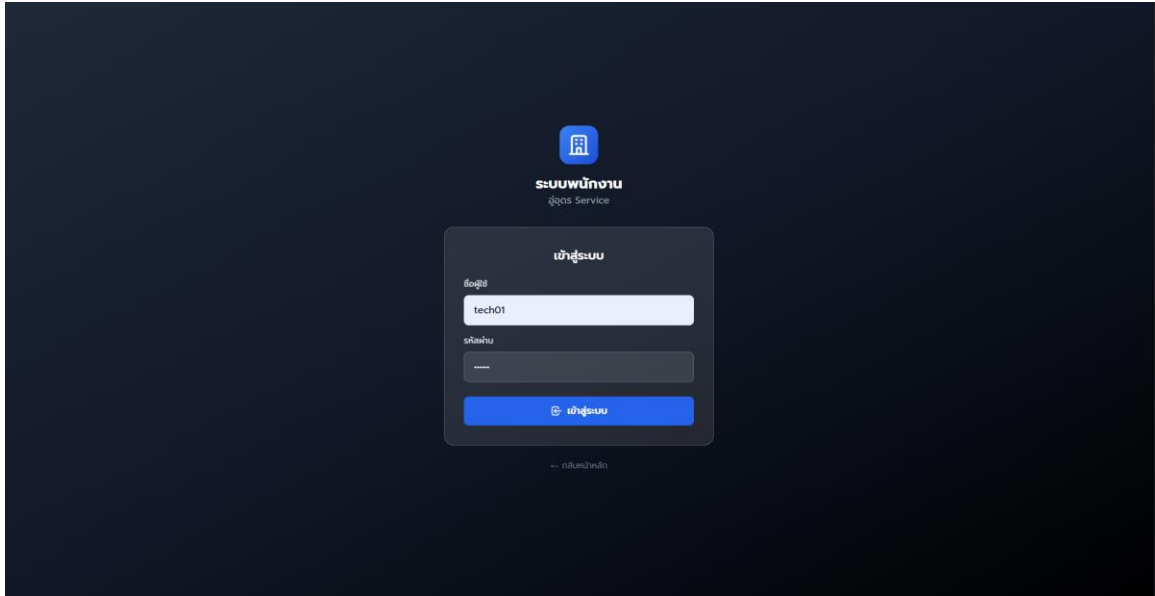 ระบบพนักงาน
อู่อุดร Service
เข้าสู่ระบบ
ชื่อผู้ใช้
tech01
รหัสผ่าน
เข้าสู่ระบบ
← กลับหน้าหลัก